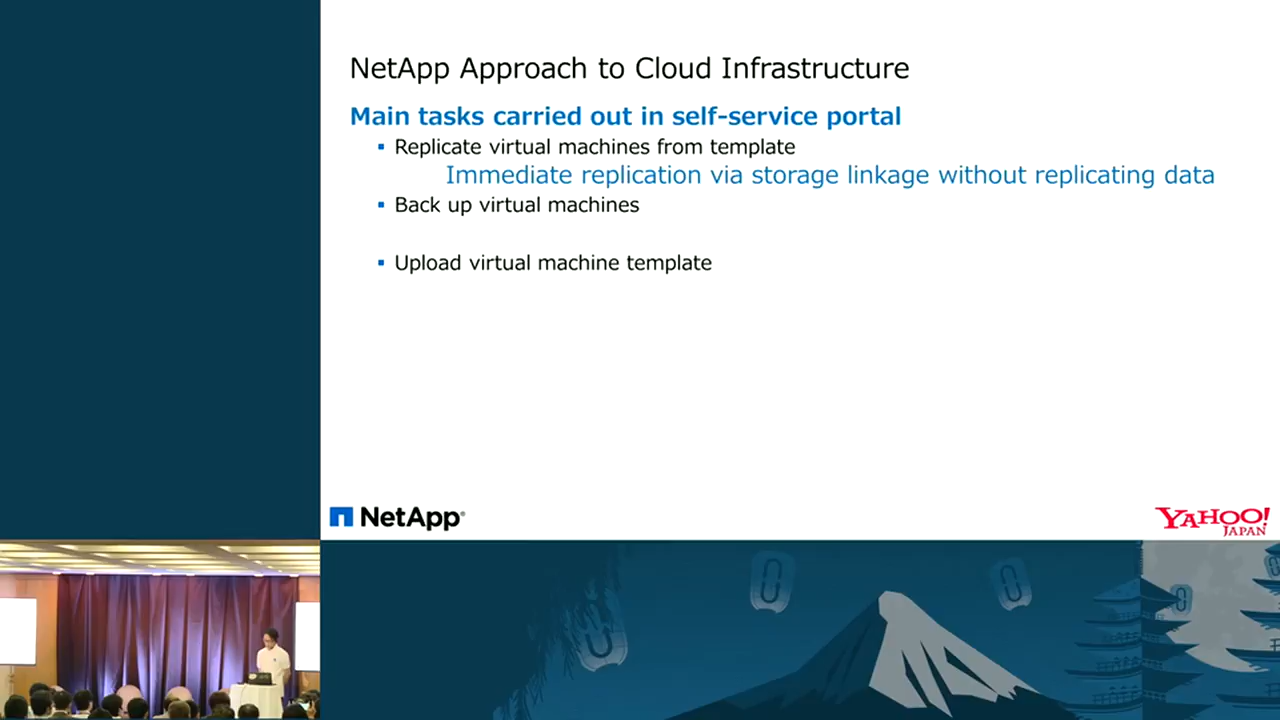 NetApp Approach to Cloud Infrastructure
Main tasks carried out in self-service portal
▪ Replicate virtual machines from template
Immediate replication via storage linkage without replicating data
▪ Back up virtual machines
▪ Upload virtual machine template
NetApp®
YAHOO!
JAPAN